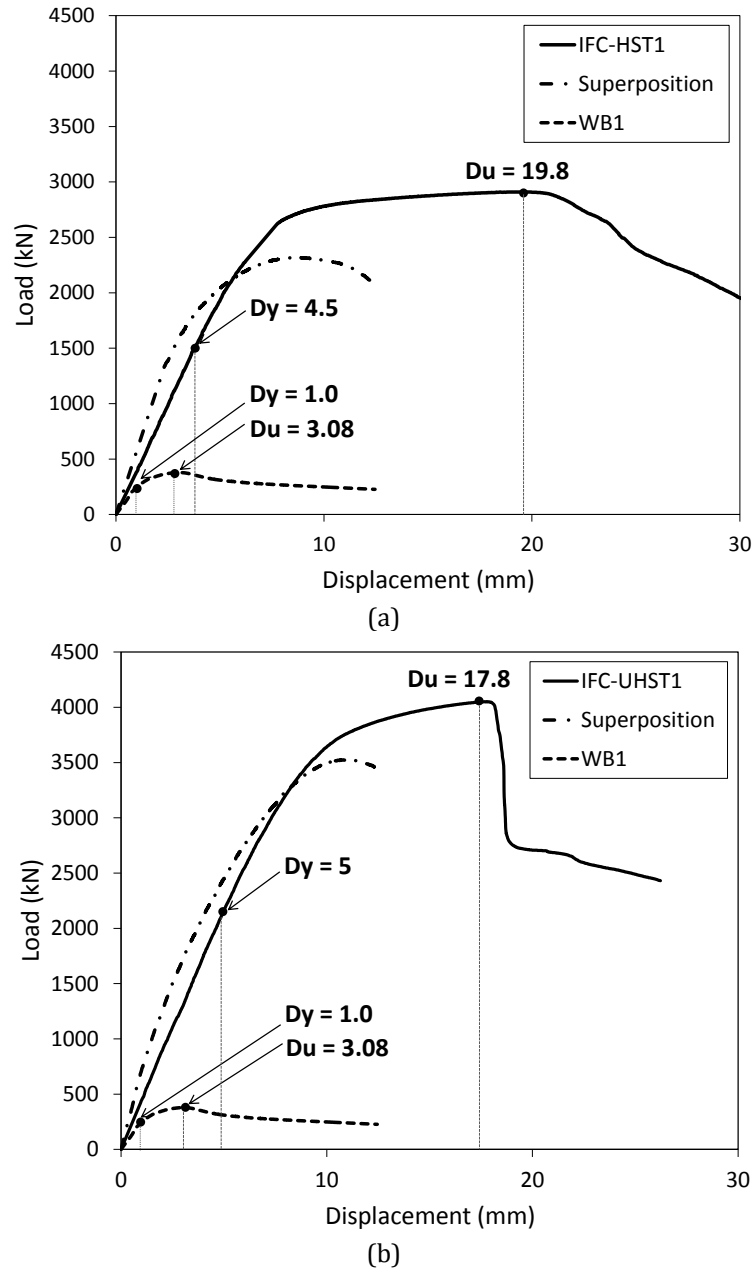 4500
4000
3500
3000
2500
2000
1500
1000
500
0
Load (kN)
IFC-HST1
Superposition
WB1
Du = 19.8
Dy = 4.5
Dy = 1.0
Du = 3.08
0 10 20 30
Displacement (mm)
(a)
4500
4000
3500
3000
2500
2000
1500
1000
500
0
Load (kN)
IFC-UHST1
Superposition
WB1
Du = 17.8
Dy = 5
Dy = 1.0
Du = 3.08
0 10 20 30
Displacement (mm)
(b)